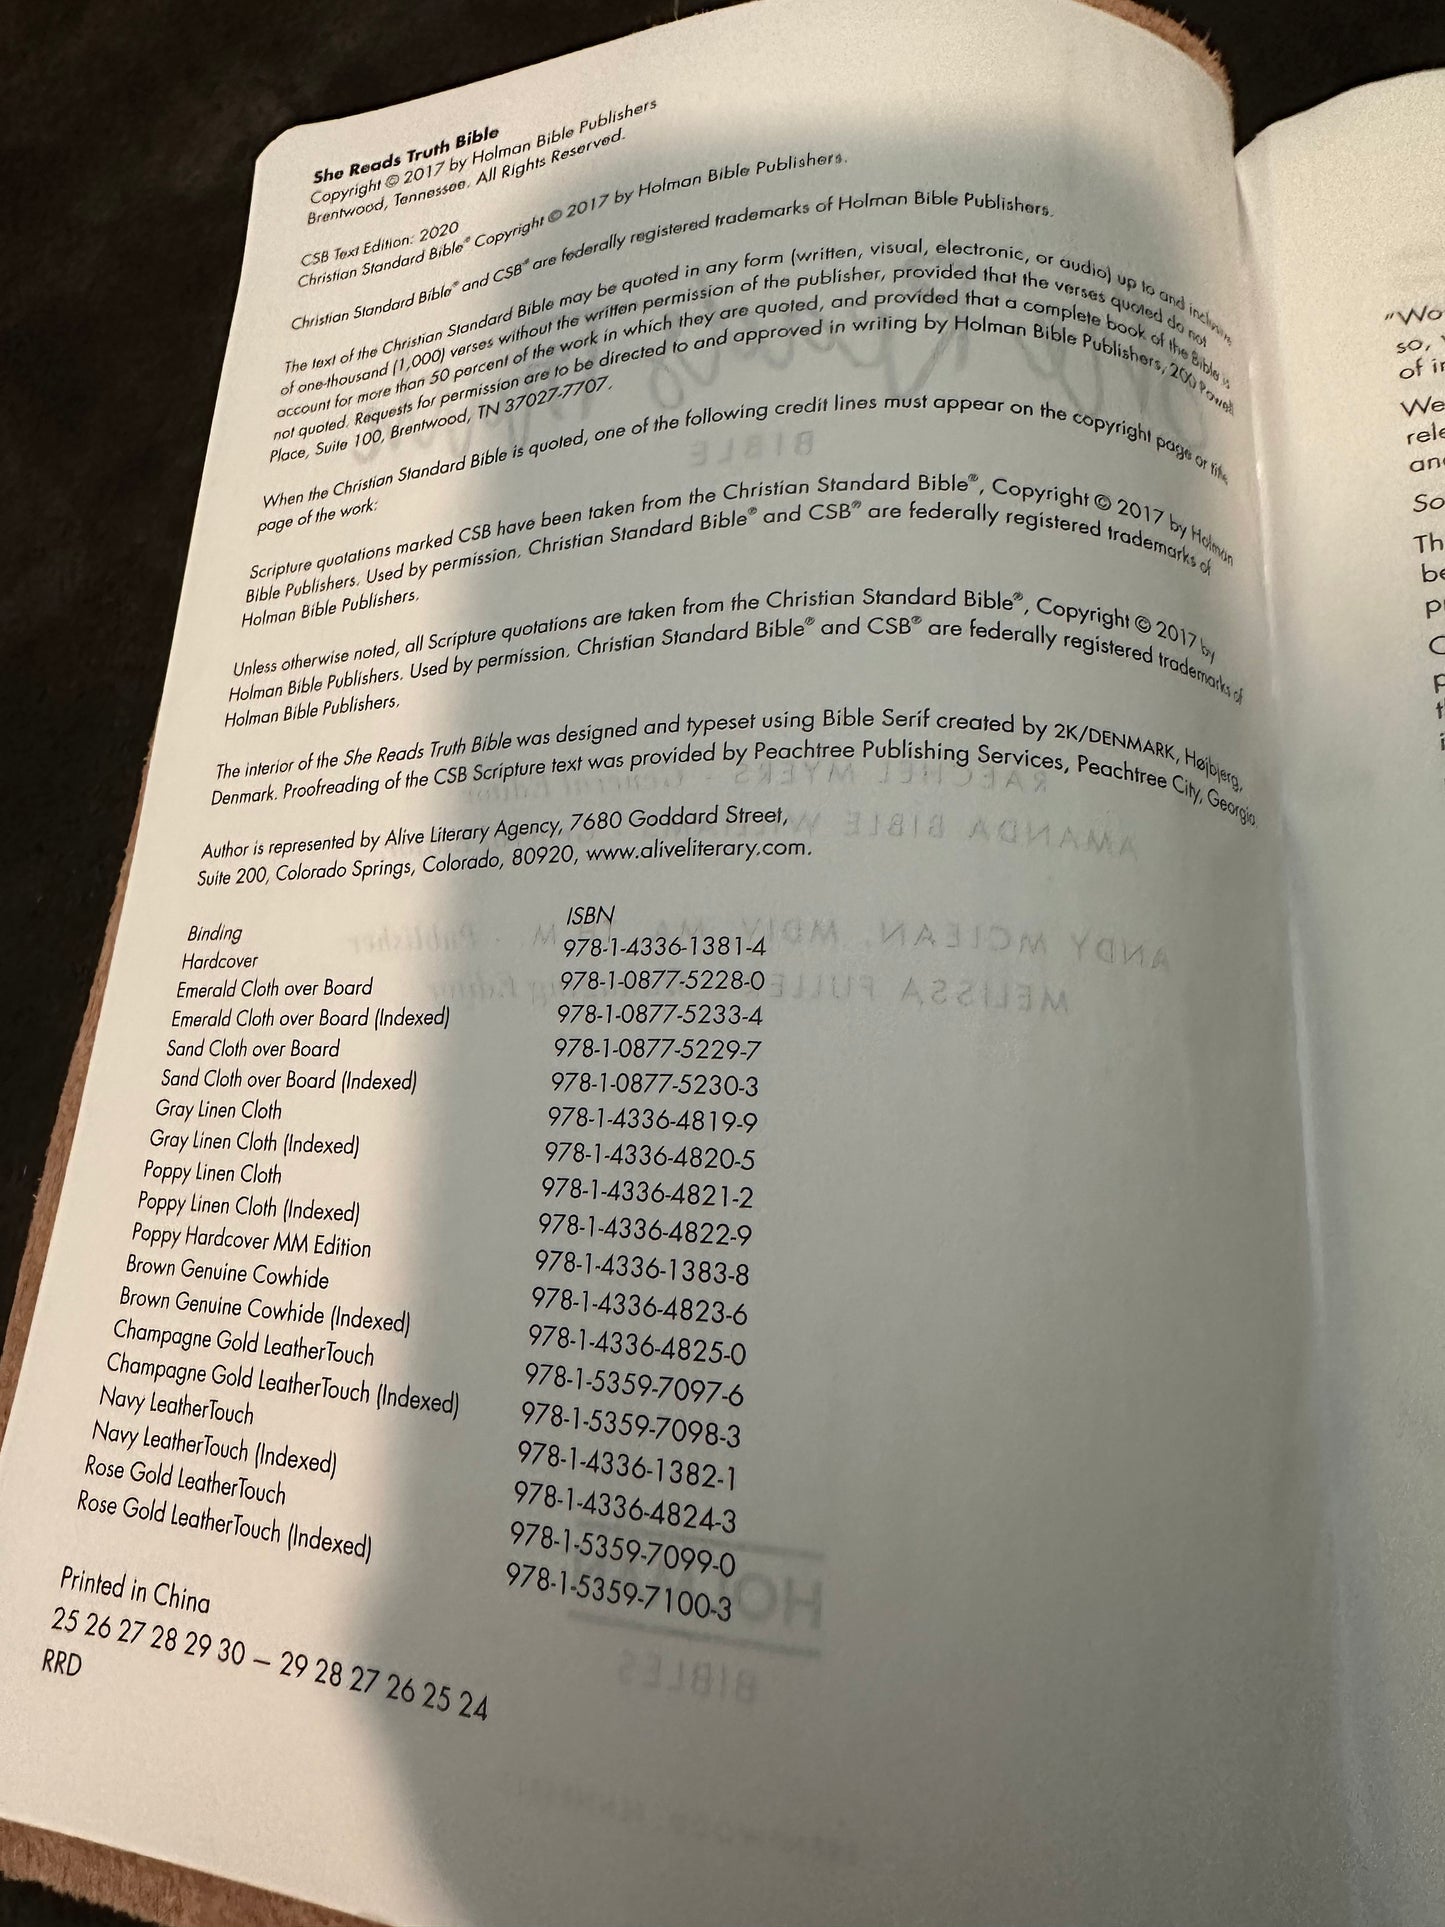 She Reads Truth Bible
Copyright © 2017 by Holman Bible Publishers
Brentwood, Tennessee. All Rights Reserved.
CSB Text Edition: 2020
Christian Standard Bible® Copyright © 2017 by Holman Bible Publishers.
Christian Standard Bible® and CSB® are federally registered trademarks of Holman Bible Publishers.
The text of the Christian Standard Bible may be quoted in any form (written, visual, electronic, or audio) up to and inclusive
of one-thousand (1,000) verses without the written permission of the publisher, provided that the verses quoted do not
account for more than 50 percent of the work in which they are quoted, and provided that a complete book of the Bible is
not quoted. Requests for permission are to be directed to and approved in writing by Holman Bible Publishers, 200 Powell
Place, Suite 100, Brentwood, TN 37027-7707.
When the Christian Standard Bible is quoted, one of the following credit lines must appear on the copyright page or title
page of the work:
Scripture quotations marked CSB have been taken from the Christian Standard Bible®, Copyright © 2017 by Holman
Bible Publishers. Used by permission. Christian Standard Bible® and CSB® are federally registered trademarks of
Holman Bible Publishers.
Unless otherwise noted, all Scripture quotations are taken from the Christian Standard Bible®, Copyright © 2017 by
Holman Bible Publishers. Used by permission. Christian Standard Bible® and CSB® are federally registered trademarks of
Holman Bible Publishers.
The interior of the She Reads Truth Bible was designed and typeset using Bible Serif created by 2K/DENMARK, Højbjerg,
Denmark. Proofreading of the CSB Scripture text was provided by Peachtree Publishing Services, Peachtree City, Georgia.
Author is represented by Alive Literary Agency, 7680 Goddard Street,
Suite 200, Colorado Springs, Colorado, 80920, www.aliveliterary.com.
Binding ISBN
Hardcover 978-1-4336-1381-4
Emerald Cloth over Board 978-1-0877-5228-0
Emerald Cloth over Board (Indexed) 978-1-0877-5233-4
Sand Cloth over Board 978-1-0877-5229-7
Sand Cloth over Board (Indexed) 978-1-0877-5230-3
Gray Linen Cloth 978-1-4336-4819-9
Gray Linen Cloth (Indexed) 978-1-4336-4820-5
Poppy Linen Cloth 978-1-4336-4821-2
Poppy Linen Cloth (Indexed) 978-1-4336-4822-9
Poppy Hardcover MM Edition 978-1-4336-1383-8
Brown Genuine Cowhide 978-1-4336-4823-6
Brown Genuine Cowhide (Indexed) 978-1-4336-4825-0
Champagne Gold LeatherTouch 978-1-5359-7097-6
Champagne Gold LeatherTouch (Indexed) 978-1-5359-7098-3
Navy LeatherTouch 978-1-4336-1382-1
Navy LeatherTouch (Indexed) 978-1-4336-4824-3
Rose Gold LeatherTouch 978-1-5359-7099-0
Rose Gold LeatherTouch (Indexed) 978-1-5359-7100-3
Printed in China
25 26 27 28 29 30 – 29 28 27 26 25 24
RRD
so,
We
So